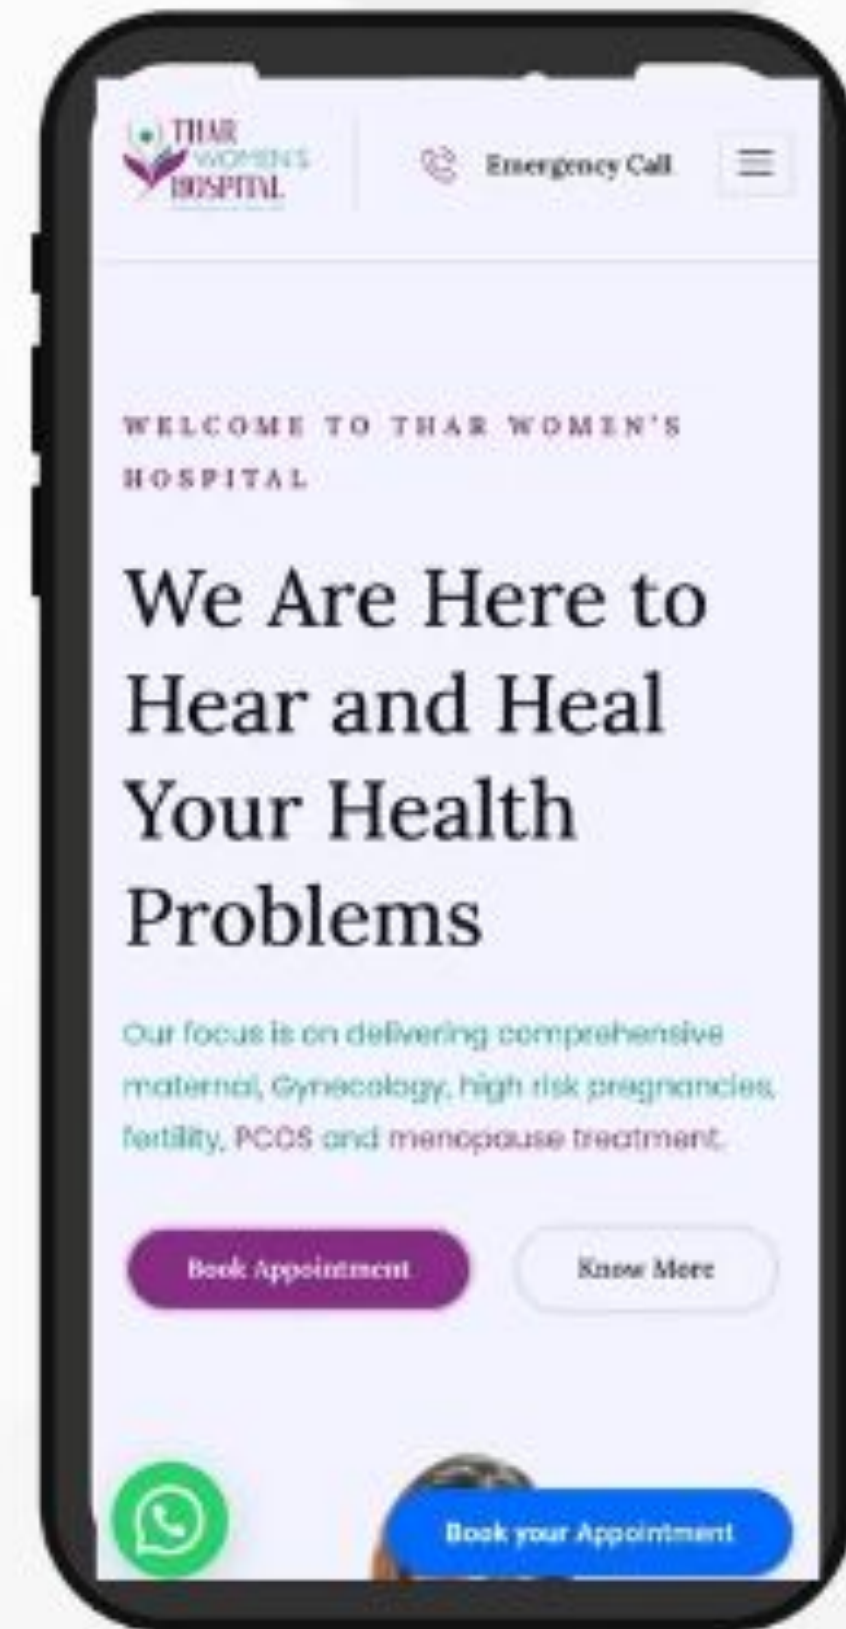 THAR
WOMEN'S
HOSPITAL
Emergency Call
WELCOME TO THAR WOMEN'S
HOSPITAL
We Are Here to
Hear and Heal
Your Health
Problems
Our focus is on delivering comprehensive
maternal, Gynecology, high risk pregnancies,
fertility, PCOS and menopause treatment.
Book Appointment
Know More
Book your Appointment